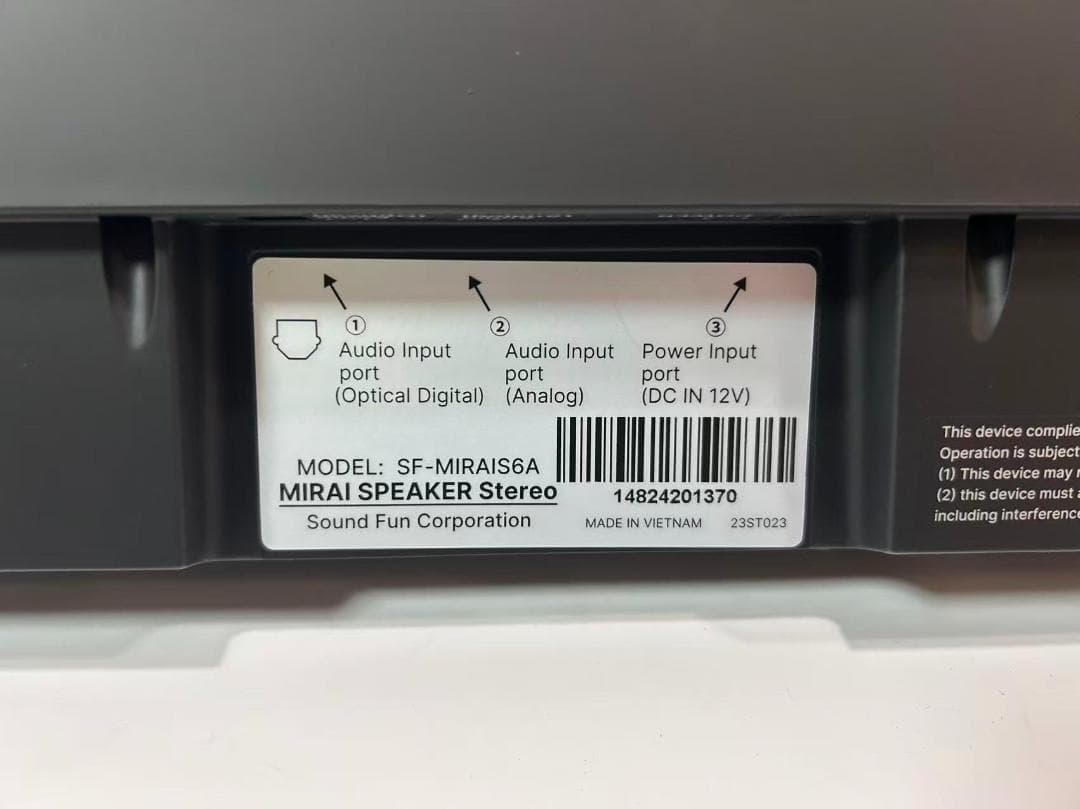 ①
Audio Input
port
(Optical Digital)
②
Audio Input
port
(Analog)
③
Power Input
port
(DC IN 12V)
MODEL: SF-MIRAIS6A
MIRAI SPEAKER Stereo
Sound Fun Corporation
14824201370
MADE IN VIETNAM 23ST023
This device complie
Operation is subject
(1) This device may
(2) this device must
including interference